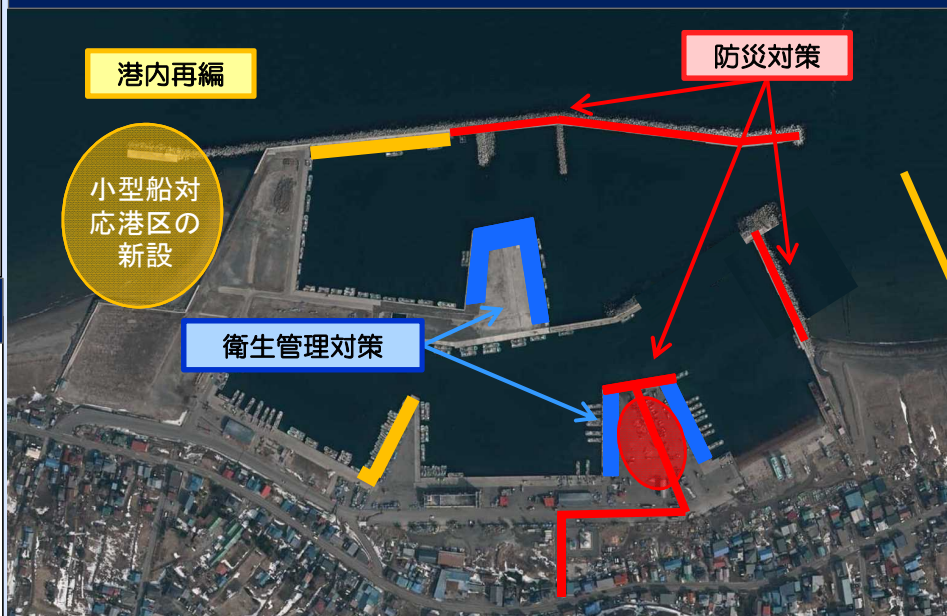 港内再編
防災対策
小型船対
応港区の
新設
衛生管理対策